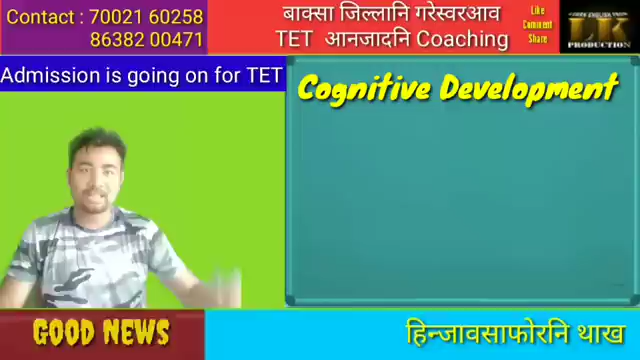 Contact : 70021 60258
86382 00471
बाक्सा जिल्लानि गरेस्वरआव
TET आनजादनि Coaching
Like
Comment
Share
PRODUCTION
Admission is going on for TET
Cognitive Development
GOOD NEWS
हिन्जावसाफोरनि थाख